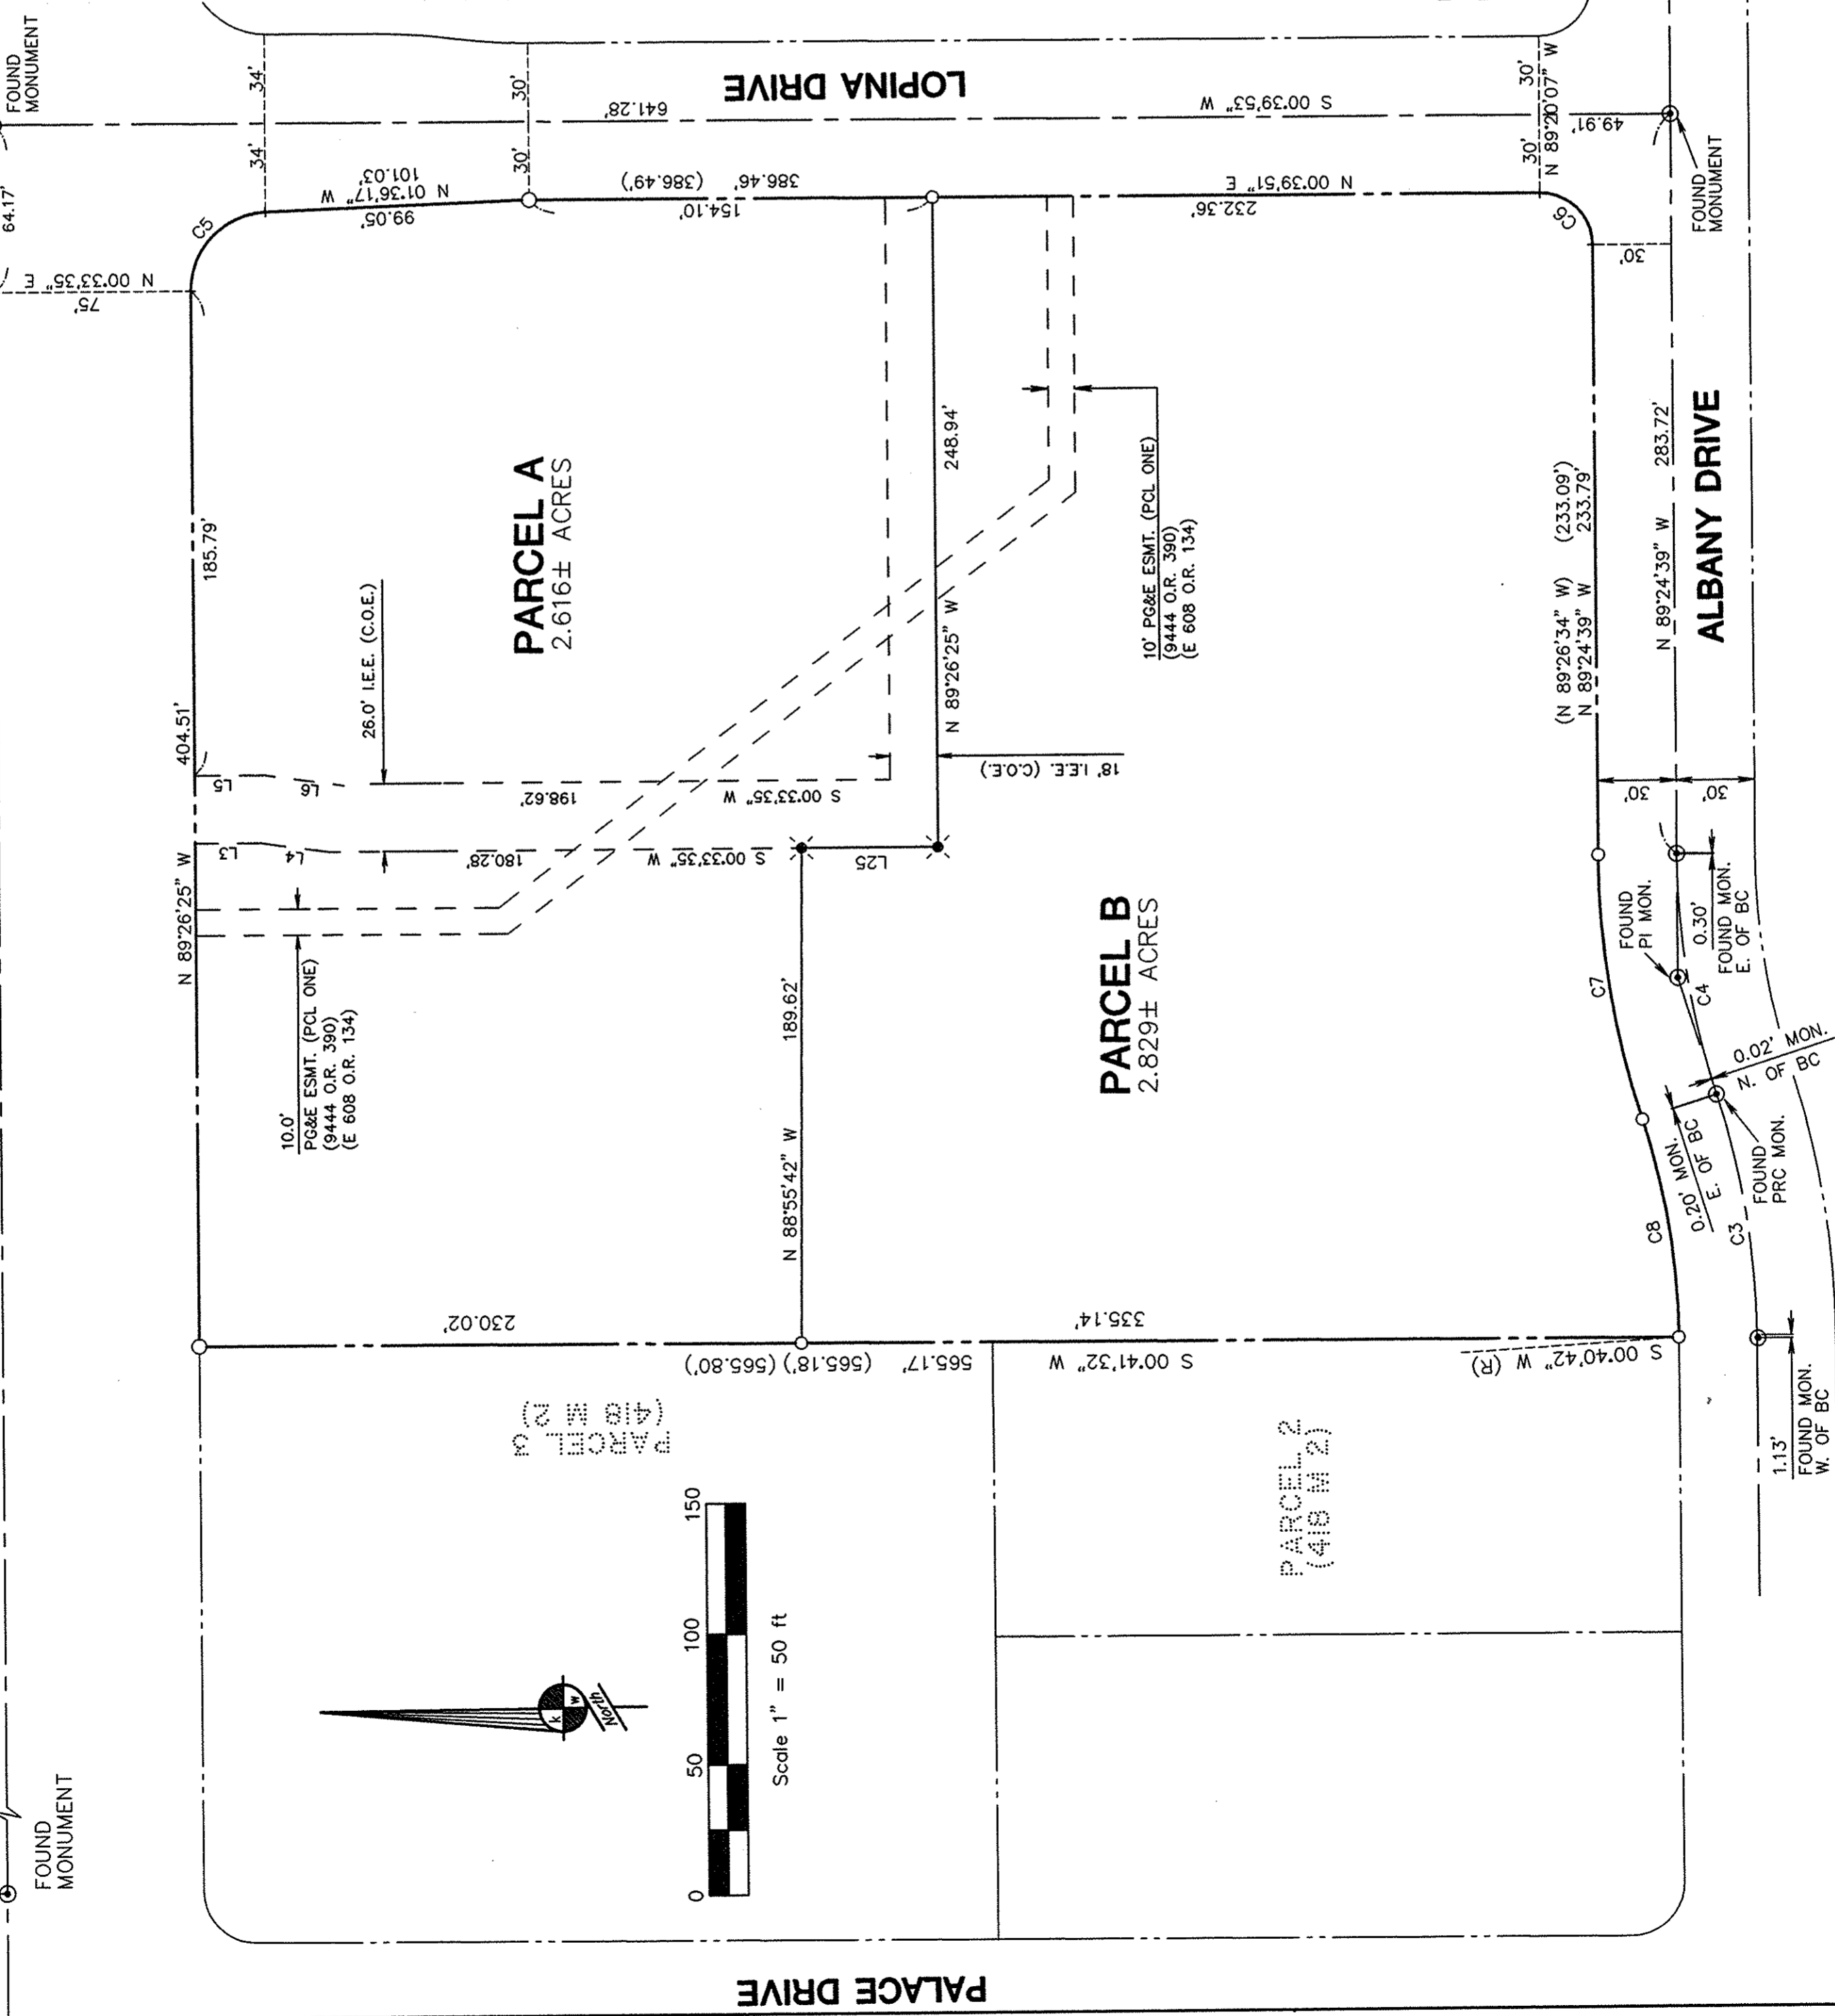 FOUND
MONUMENT
64.17'
N 00°33'35" E
75'
C5
34'
34'
N 01°36'17" W
101.03'
99.05'
30'
30'
LOPINA DRIVE
641.28'
S 00°39'53" W
386.46' (386.49')
154.10'
N 00°39'51" E
232.36'
30'
30'
N 89°20'07" W
49.91'
C6
30'
FOUND
MONUMENT
404.51'
185.79'
N 89°26'25" W
PARCEL A
2.616± ACRES
26.0' I.E.E. (C.O.E.)
L5
L6
L3
L4
198.62'
S 00°33'35" W
180.28'
S 00°33'35" W
L25
10.0'
PG&E ESMT. (PCL ONE)
(9444 O.R. 390)
(E 608 O.R. 134)
248.94'
N 89°26'25" W
18' I.E.E. (C.O.E.)
10' PG&E ESMT. (PCL ONE)
(9444 O.R. 390)
(E 608 O.R. 134)
189.62'
N 88°55'42" W
PARCEL B
2.829± ACRES
230.02'
565.17' (565.18') (565.80')
335.14'
S 00°41'32" W
S 00°40'42" W (R)
(N 89°26'34" W) (233.09')
N 89°24'39" W 233.79'
N 89°24'39" W 283.72'
ALBANY DRIVE
30'
30'
C7
C8
C4
C3
FOUND
PI MON.
0.30'
FOUND MON.
E. OF BC
0.02' MON.
N. OF BC
0.20' MON.
E. OF BC
FOUND
PRC MON.
1.13'
FOUND MON.
W. OF BC
PARCEL 3
(418 M 2)
PARCEL 2
(418 M 2)
k
w
North
0
50
100
150
Scale 1" = 50 ft
FOUND
MONUMENT
PALACE DRIVE